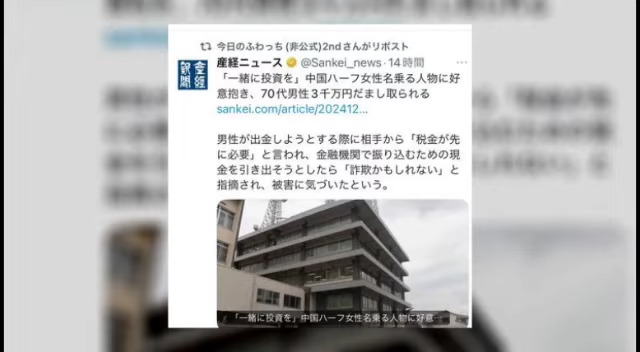 今日のふわっち(非公式)2ndさんがリポスト
産経ニュース @Sankei_news·14時間
産経
新聞
「一緒に投資を」中国ハーフ女性名乗る人物に好
意抱き、70代男性3千万円だまし取られる
sankei.com/article/202412…
男性が出金しようとする際に相手から「税金が先
に必要」と言われ、金融機関で振り込むための現
金を引き出そうとしたら「詐欺かもしれない」と
指摘され、被害に気づいたという。
「一緒に投資を」中国ハーフ女性名乗る人物に好意…